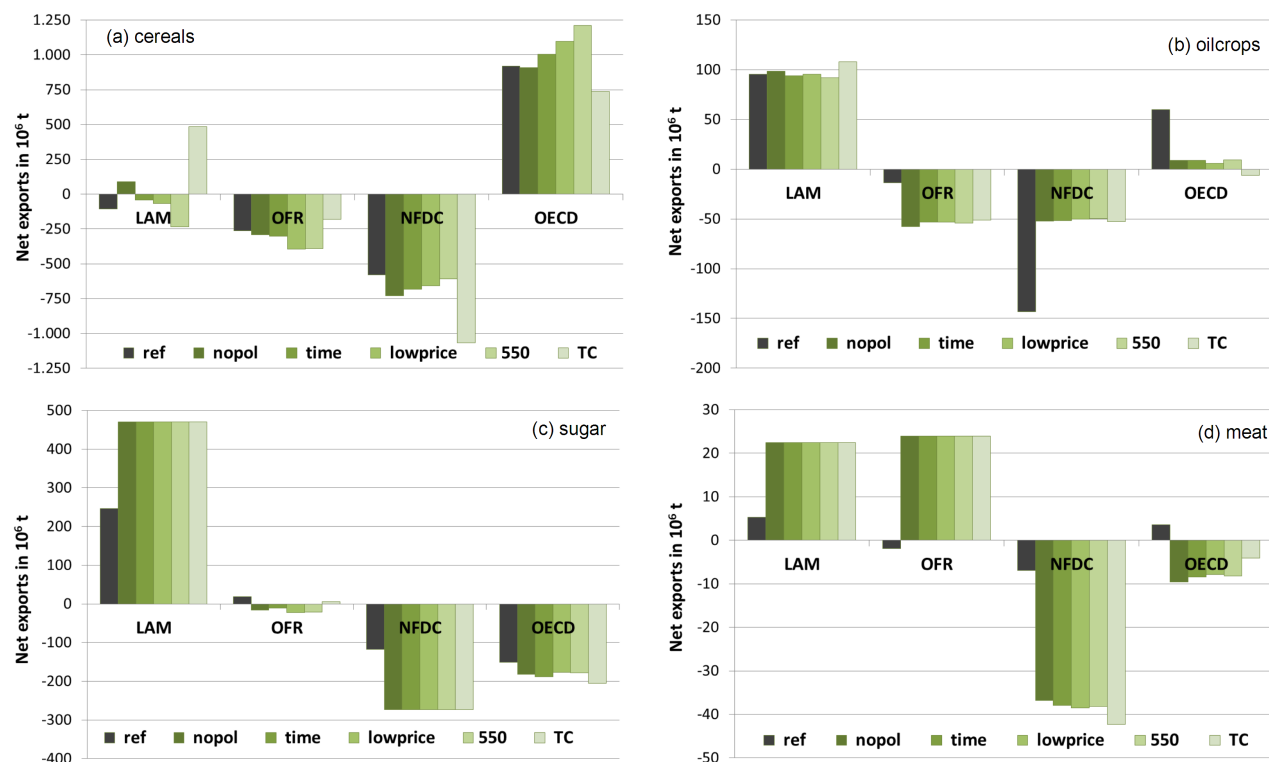 (a) cereals
Net exports in 10⁶ t
1.250
1.000
750
500
250
0
-250
-500
-750
-1.000
-1.250
LAM OFR NFDC OECD
ref nopol time lowprice 550 TC
(b) oilcrops
Net exports in 10⁶ t
150
100
50
0
-50
-100
-150
-200
LAM OFR NFDC OECD
ref nopol time lowprice 550 TC
(c) sugar
Net exports in 10⁶ t
500
400
300
200
100
0
-100
-200
-300
-400
LAM OFR NFDC OECD
ref nopol time lowprice 550 TC
(d) meat
Net exports in 10⁶ t
30
20
10
0
-10
-20
-30
-40
-50
LAM OFR NFDC OECD
ref nopol time lowprice 550 TC